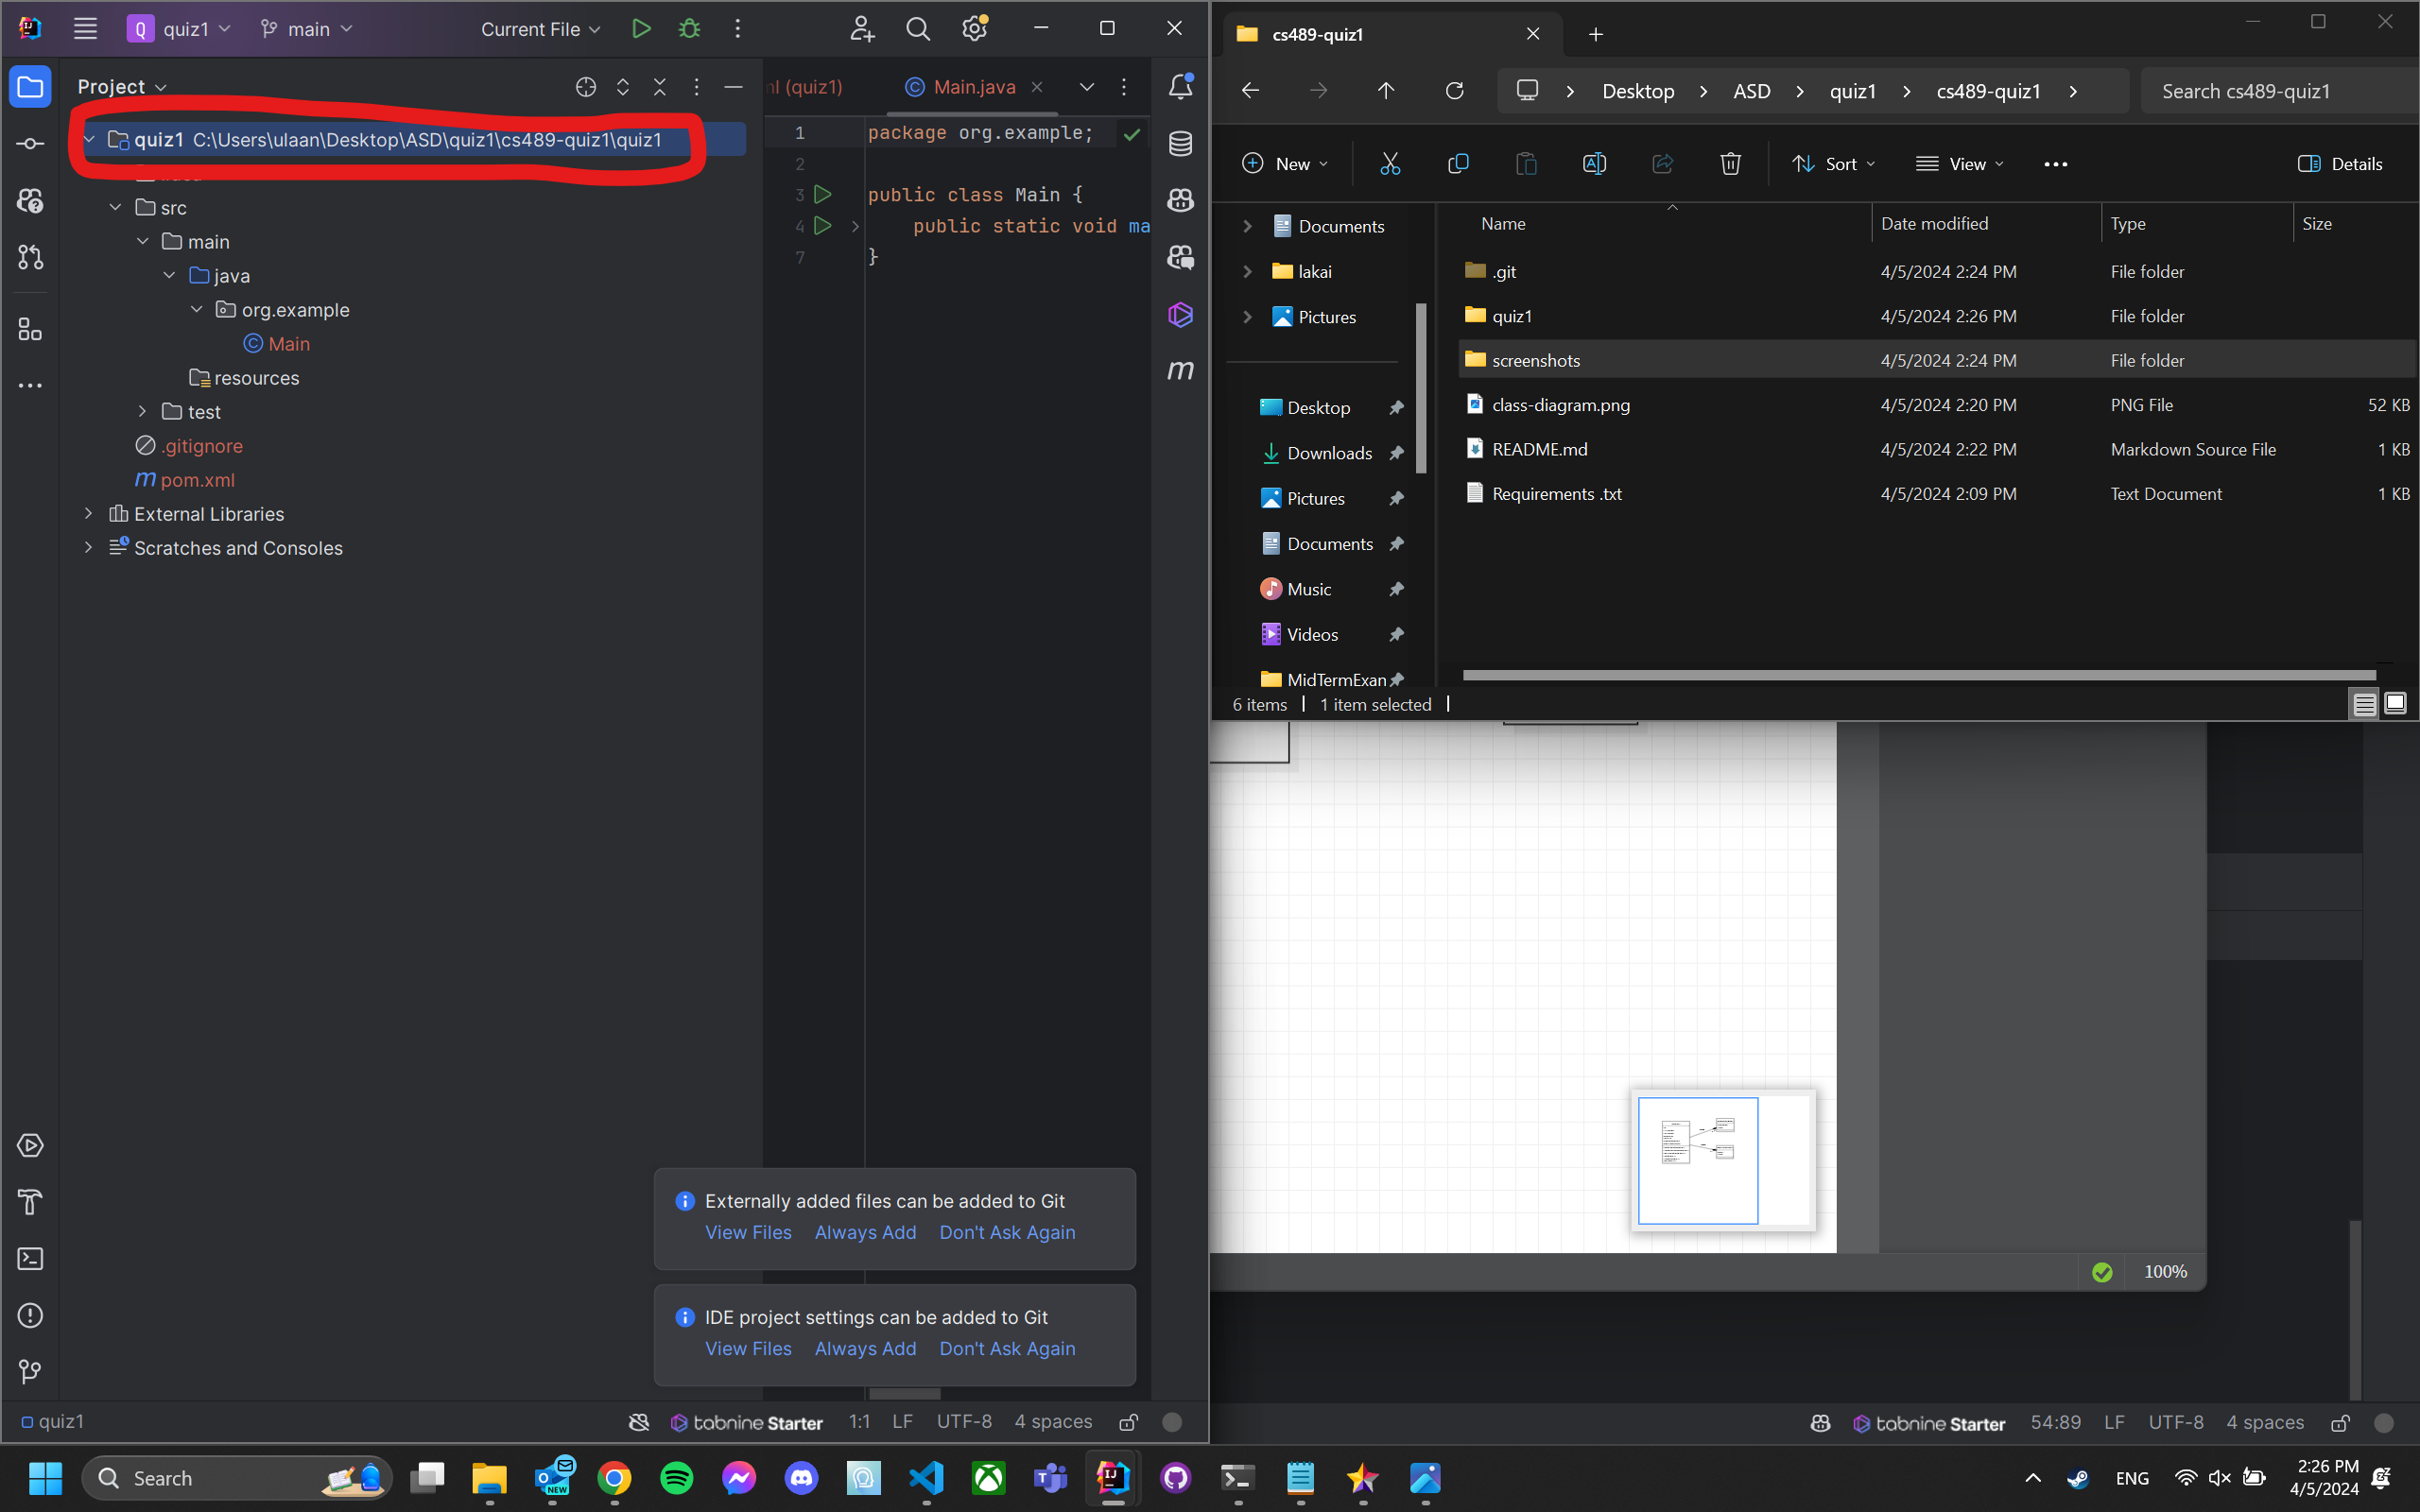 Q quiz1 main Current File
Project
quiz1 C:\Users\ulaan\Desktop\ASD\quiz1\cs489-quiz1\quiz1
src
main
java
org.example
Main
resources
test
.gitignore
m pom.xml
External Libraries
Scratches and Consoles
(quiz1) Main.java
1 package org.example;
2
3 public class Main {
4 public static void ma
7 }
m
Externally added files can be added to Git
View Files Always Add Don't Ask Again
IDE project settings can be added to Git
View Files Always Add Don't Ask Again
quiz1 tabnine Starter 1:1 LF UTF-8 4 spaces
cs489-quiz1
Desktop > ASD > quiz1 > cs489-quiz1 > Search cs489-quiz1
New Sort View Details
Documents
lakai
Pictures
Desktop
Downloads
Pictures
Documents
Music
Videos
MidTermExan
Name Date modified Type Size
.git 4/5/2024 2:24 PM File folder
quiz1 4/5/2024 2:26 PM File folder
screenshots 4/5/2024 2:24 PM File folder
class-diagram.png 4/5/2024 2:20 PM PNG File 52 KB
README.md 4/5/2024 2:22 PM Markdown Source File 1 KB
Requirements .txt 4/5/2024 2:09 PM Text Document 1 KB
6 items 1 item selected
100%
tabnine Starter 54:89 LF UTF-8 4 spaces
Search NEW ENG 2:26 PM
4/5/2024